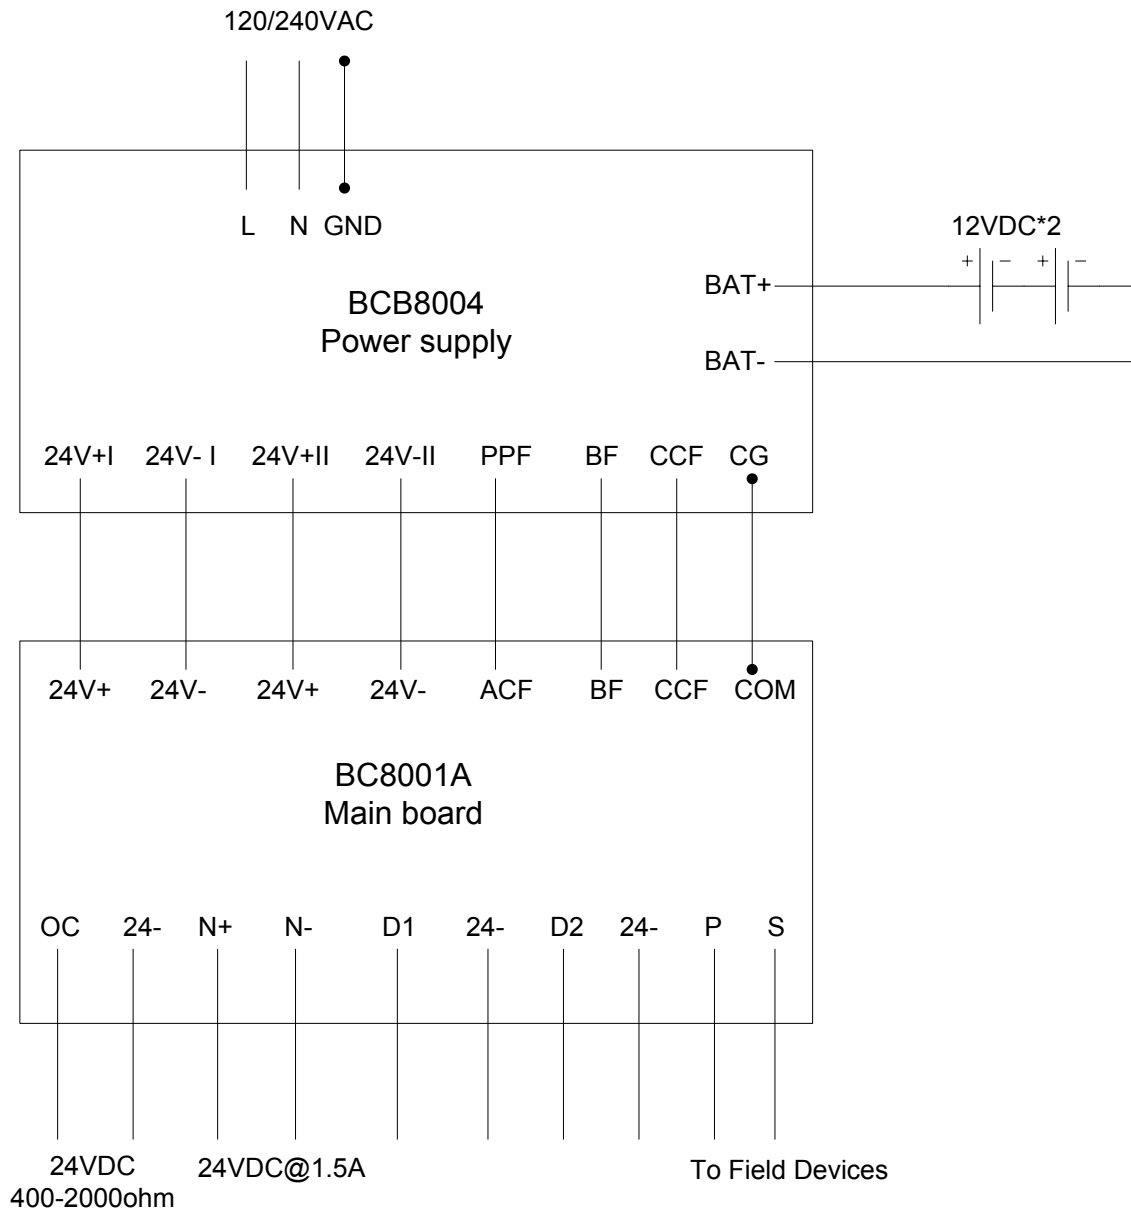 120/240VAC
L N GND
12VDC*2
+ − + −
BAT+
BCB8004
Power supply
BAT-
24V+I 24V- I 24V+II 24V-II PPF BF CCF CG
24V+ 24V- 24V+ 24V- ACF BF CCF COM
BC8001A
Main board
OC 24- N+ N- D1 24- D2 24- P S
24VDC 24VDC@1.5A To Field Devices
400-2000ohm